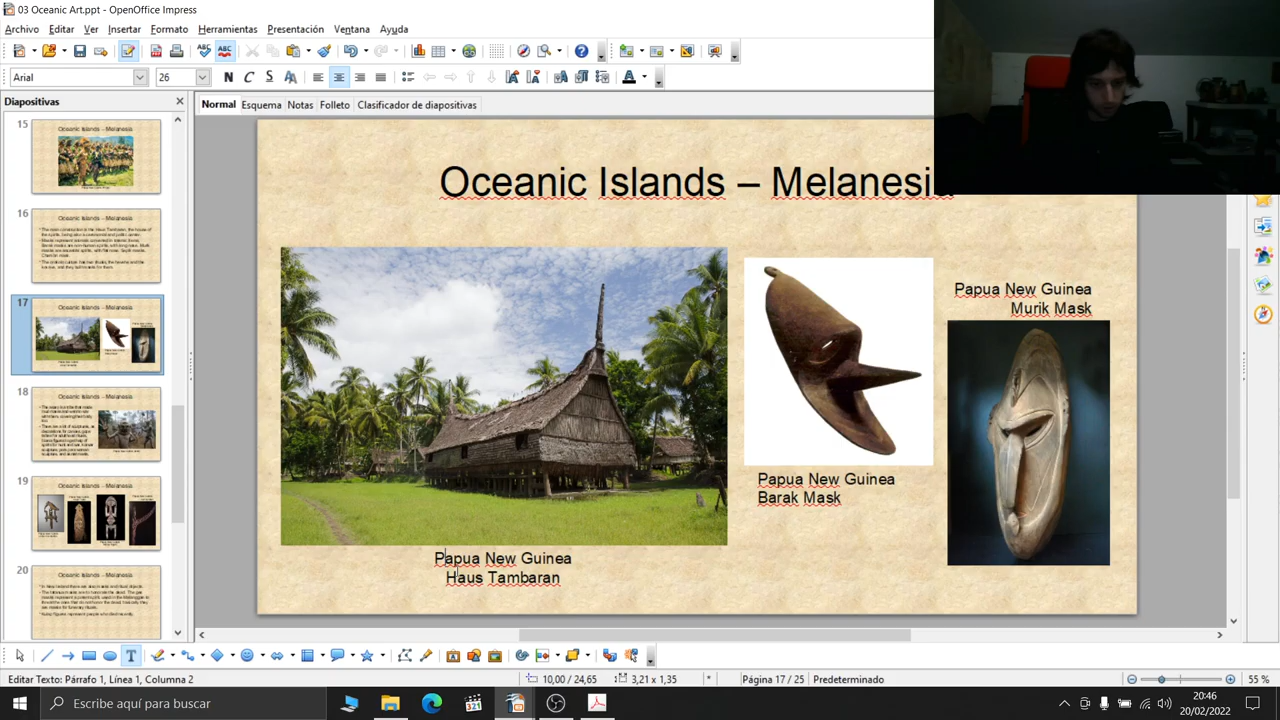 03 Oceanic Art.ppt - OpenOffice Impress
Archivo Editar Ver Insertar Formato Herramientas Presentación Ventana Ayuda
Arial 26 N C S
Diapositivas
Normal Esquema Notas Folleto Clasificador de diapositivas
15
Oceanic Islands – Melanesia
16
Oceanic Islands – Melanesia
17
Oceanic Islands – Melanesia
18
Oceanic Islands – Melanesia
19
Oceanic Islands – Melanesia
20
Oceanic Islands – Melanesia
Oceanic Islands – Melanesia
Papua New Guinea
Murik Mask
Papua New Guinea
Barak Mask
Papua New Guinea
Haus Tambaran
Editar Texto: Párrafo 1, Línea 1, Columna 2 10,00 / 24,65 3,21 x 1,35 * Página 17 / 25 Predeterminado 55 %
Escribe aquí para buscar
20:46
20/02/2022